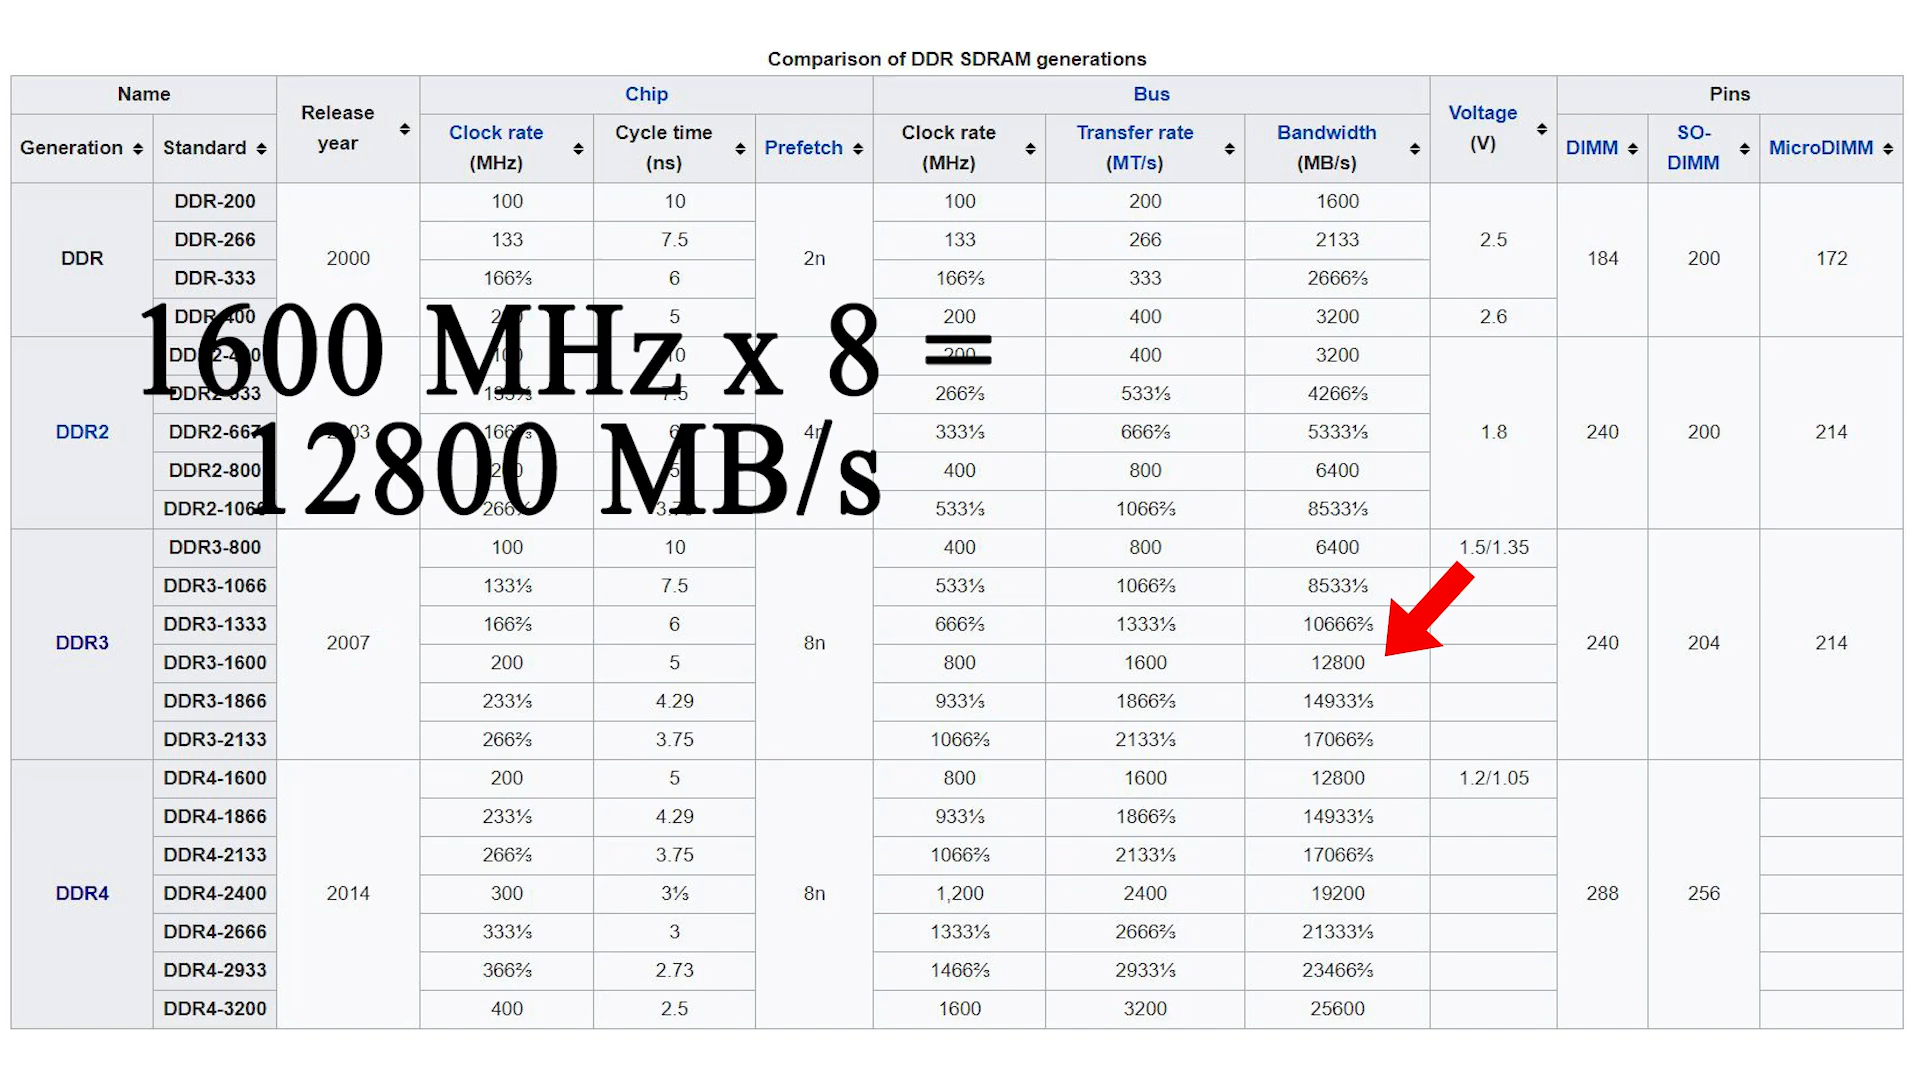 Comparison of DDR SDRAM generations
Name Chip Bus Pins
Release year Voltage (V)
Generation Standard Clock rate (MHz) Cycle time (ns) Prefetch Clock rate (MHz) Transfer rate (MT/s) Bandwidth (MB/s) DIMM SO-DIMM MicroDIMM
DDR-200 100 10 100 200 1600
DDR-266 133 7.5 133 266 2133 2.5
DDR 2000 2n 184 200 172
DDR-333 166⅔ 6 166⅔ 333 2666⅔
DDR-400 5 200 400 3200 2.6
1600 MHz x 8 =
200 400 3200
266⅔ 533⅓ 4266⅔
DDR2 333⅓ 666⅔ 5333⅓ 1.8 240 200 214
12800 MB/s
DDR2-800 400 800 6400
533⅓ 1066⅔ 8533⅓
DDR3-800 100 10 400 800 6400 1.5/1.35
DDR3-1066 133⅓ 7.5 533⅓ 1066⅔ 8533⅓
DDR3-1333 166⅔ 6 666⅔ 1333⅓ 10666⅔
DDR3 2007 8n 240 204 214
DDR3-1600 200 5 800 1600 12800
DDR3-1866 233⅓ 4.29 933⅓ 1866⅔ 14933⅓
DDR3-2133 266⅔ 3.75 1066⅔ 2133⅓ 17066⅔
DDR4-1600 200 5 800 1600 12800 1.2/1.05
DDR4-1866 233⅓ 4.29 933⅓ 1866⅔ 14933⅓
DDR4-2133 266⅔ 3.75 1066⅔ 2133⅓ 17066⅔
DDR4 DDR4-2400 2014 300 3⅓ 8n 1,200 2400 19200 288 256
DDR4-2666 333⅓ 3 1333⅓ 2666⅔ 21333⅓
DDR4-2933 366⅔ 2.73 1466⅔ 2933⅓ 23466⅔
DDR4-3200 400 2.5 1600 3200 25600